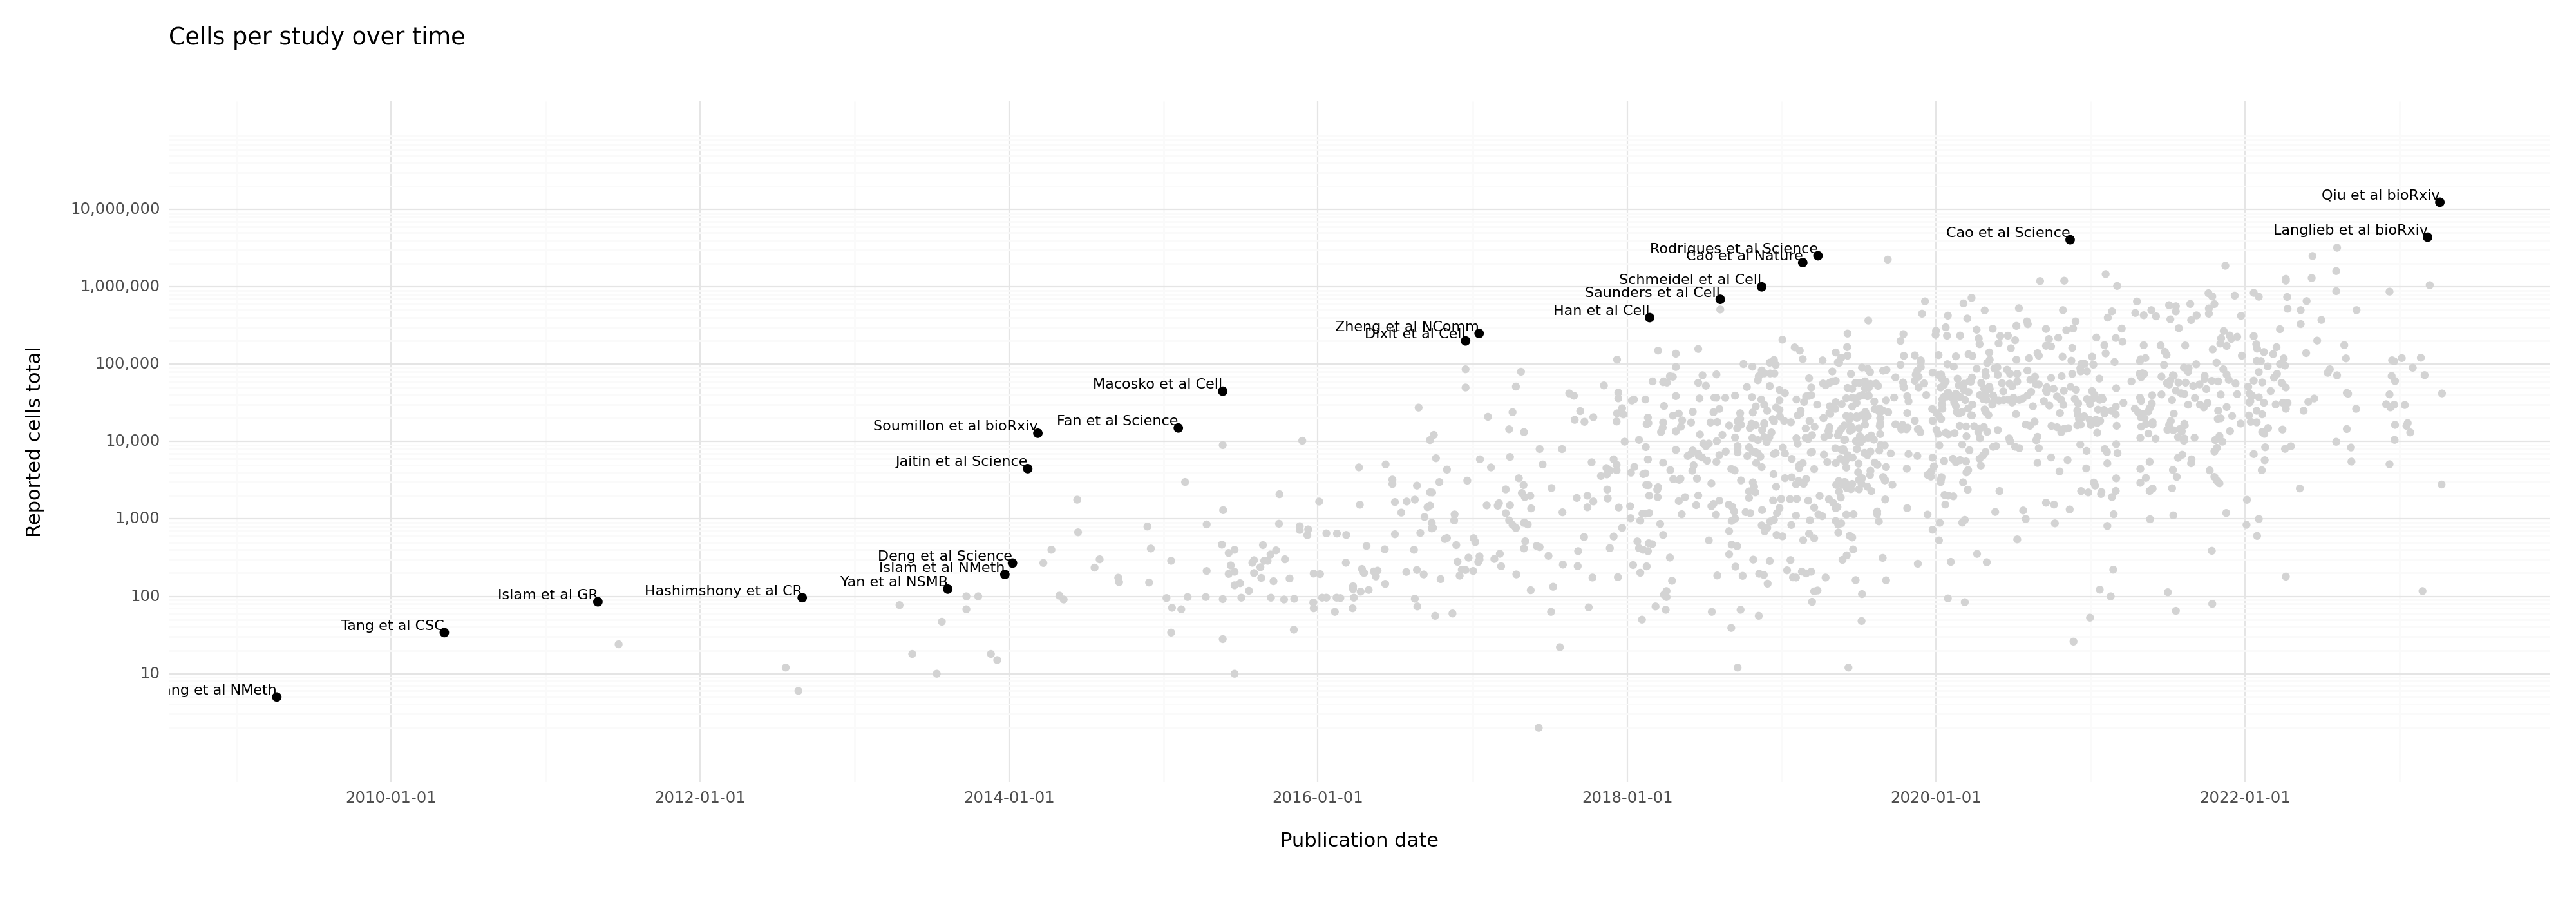 Cells per study over time
Reported cells total
10,000,000
1,000,000
100,000
10,000
1,000
100
10
Qiu et al bioRxiv
Langlieb et al bioRxiv
Cao et al Science
Rodriques et al Science
Cao et al Nature
Schmeidel et al Cell
Saunders et al Cell
Han et al Cell
Zheng et al NComm
Dixit et al Cell
Macosko et al Cell
Fan et al Science
Soumillon et al bioRxiv
Jaitin et al Science
Deng et al Science
Islam et al NMeth
Yan et al NSMB
Hashimshony et al CR
Islam et al GR
Tang et al CSC
ng et al NMeth
2010-01-01
2012-01-01
2014-01-01
2016-01-01
2018-01-01
2020-01-01
2022-01-01
Publication date